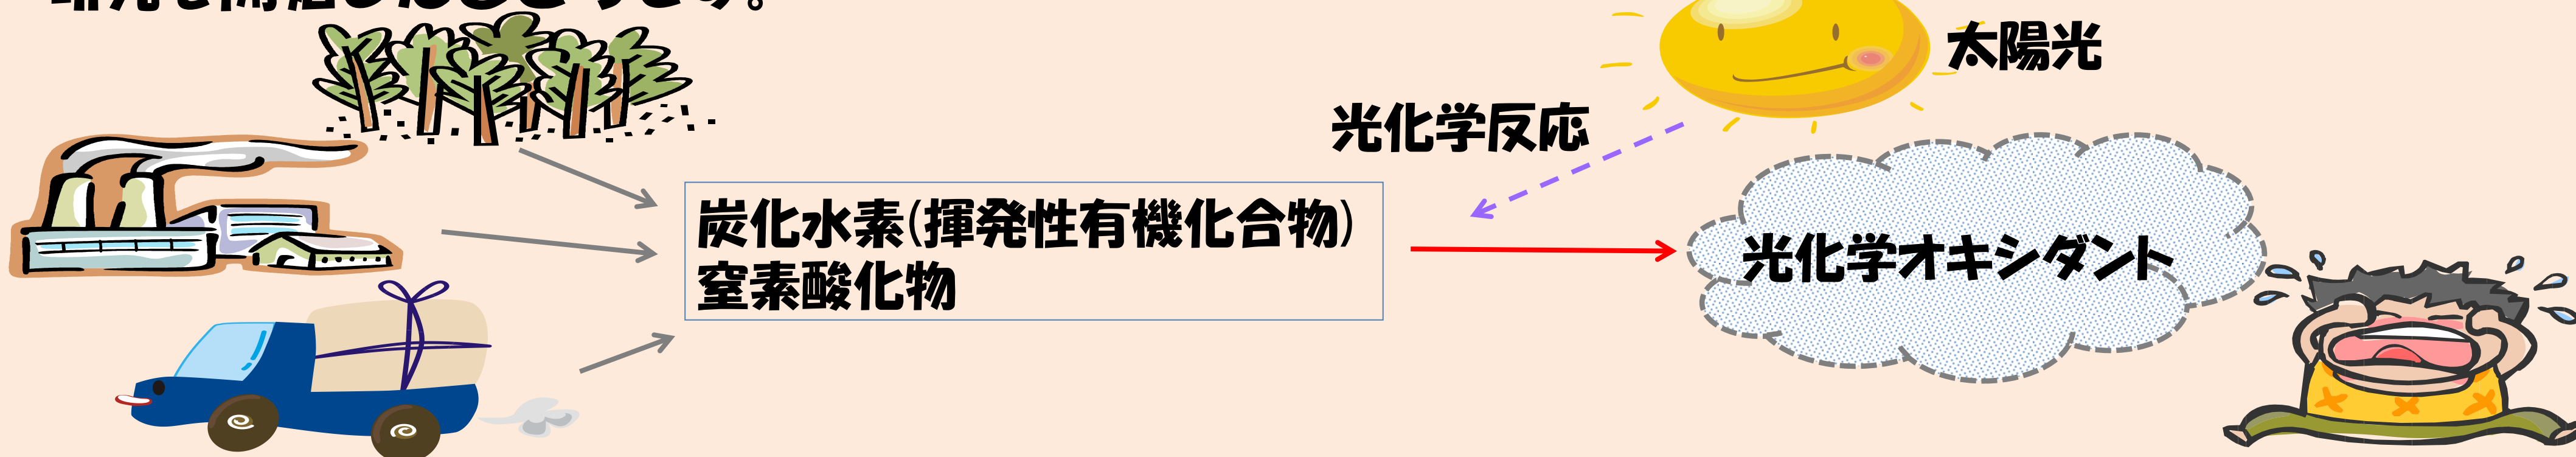 太陽光
光化学反応
炭化水素(揮発性有機化合物)
窒素酸化物
光化学オキシダント